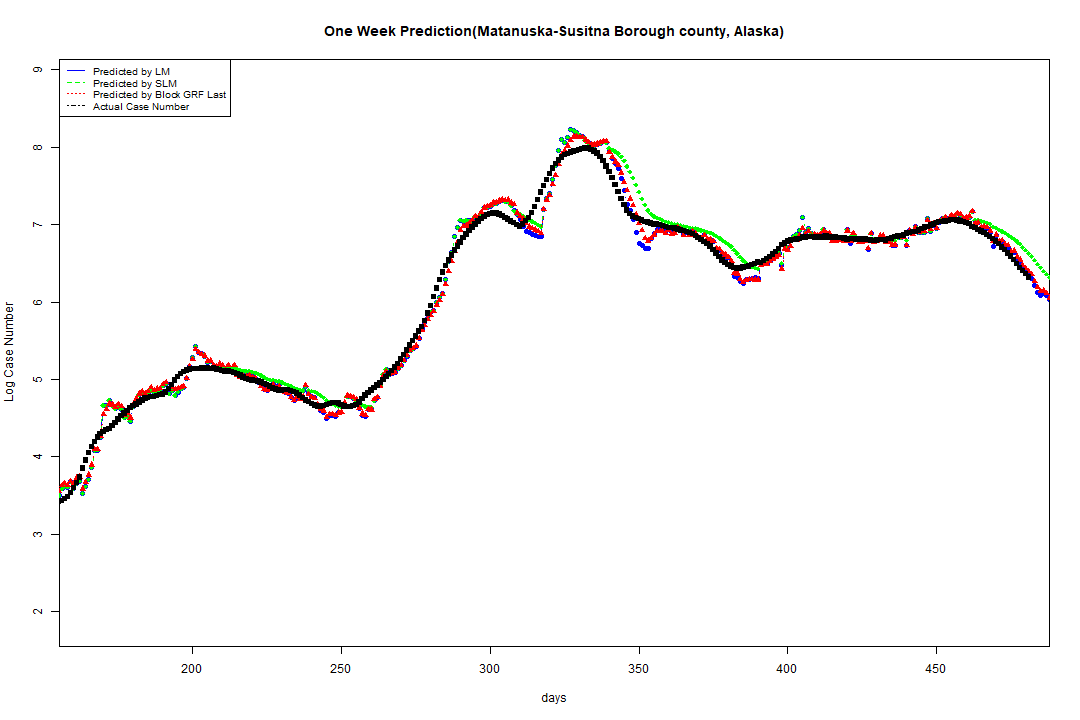 One Week Prediction(Matanuska-Susitna Borough county, Alaska)
Predicted by LM
Predicted by SLM
Predicted by Block GRF Last
Actual Case Number
9
8
7
6
5
4
3
2
Log Case Number
200 250 300 350 400 450
days